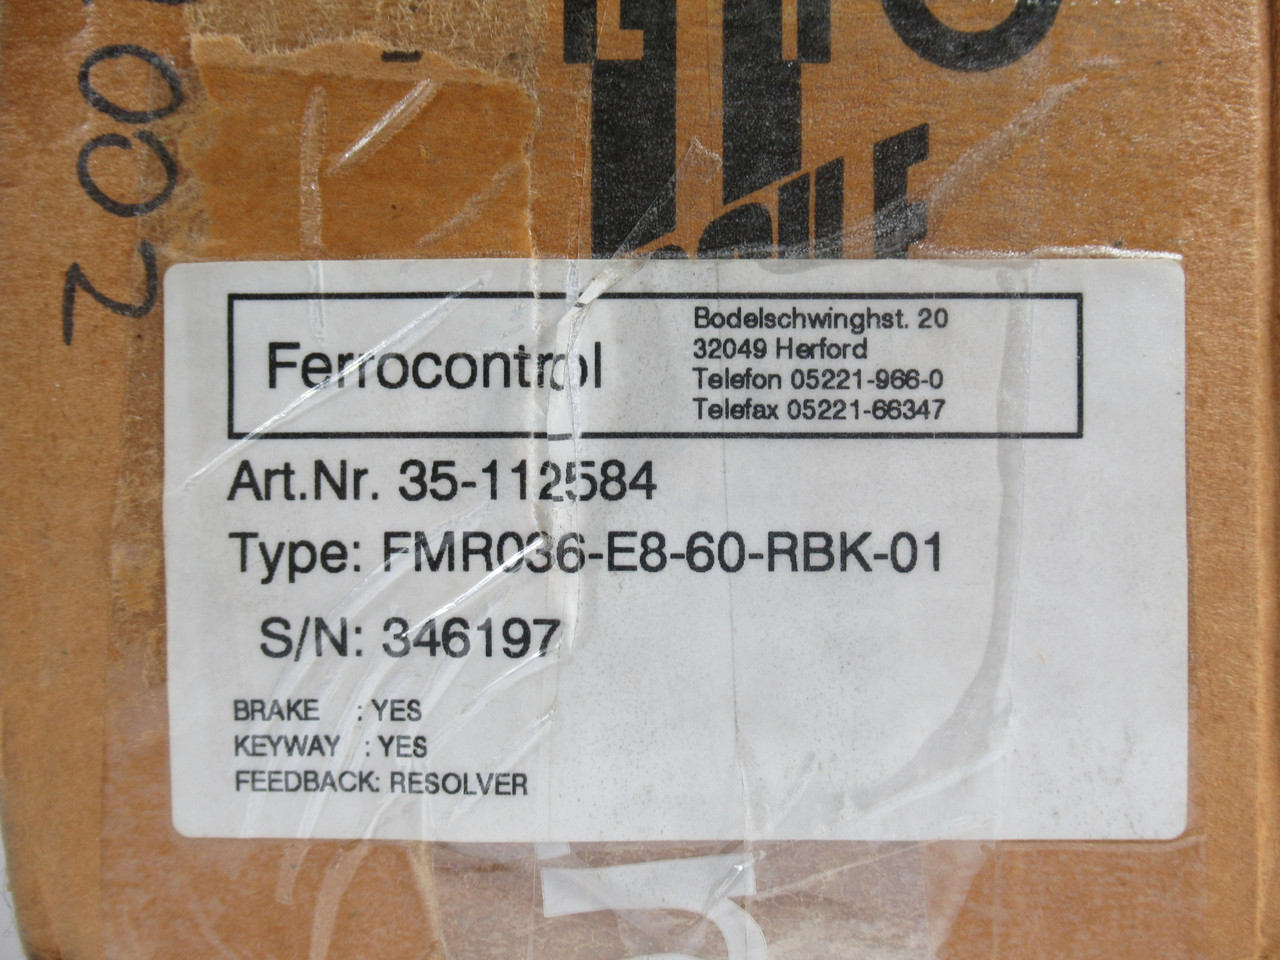 Ferrocontrol
Bodelschwinghst. 20
32049 Herford
Telefon 05221-966-0
Telefax 05221-66347
Art.Nr. 35-112584
Type: FMR036-E8-60-RBK-01
S/N: 346197
BRAKE : YES
KEYWAY : YES
FEEDBACK: RESOLVER